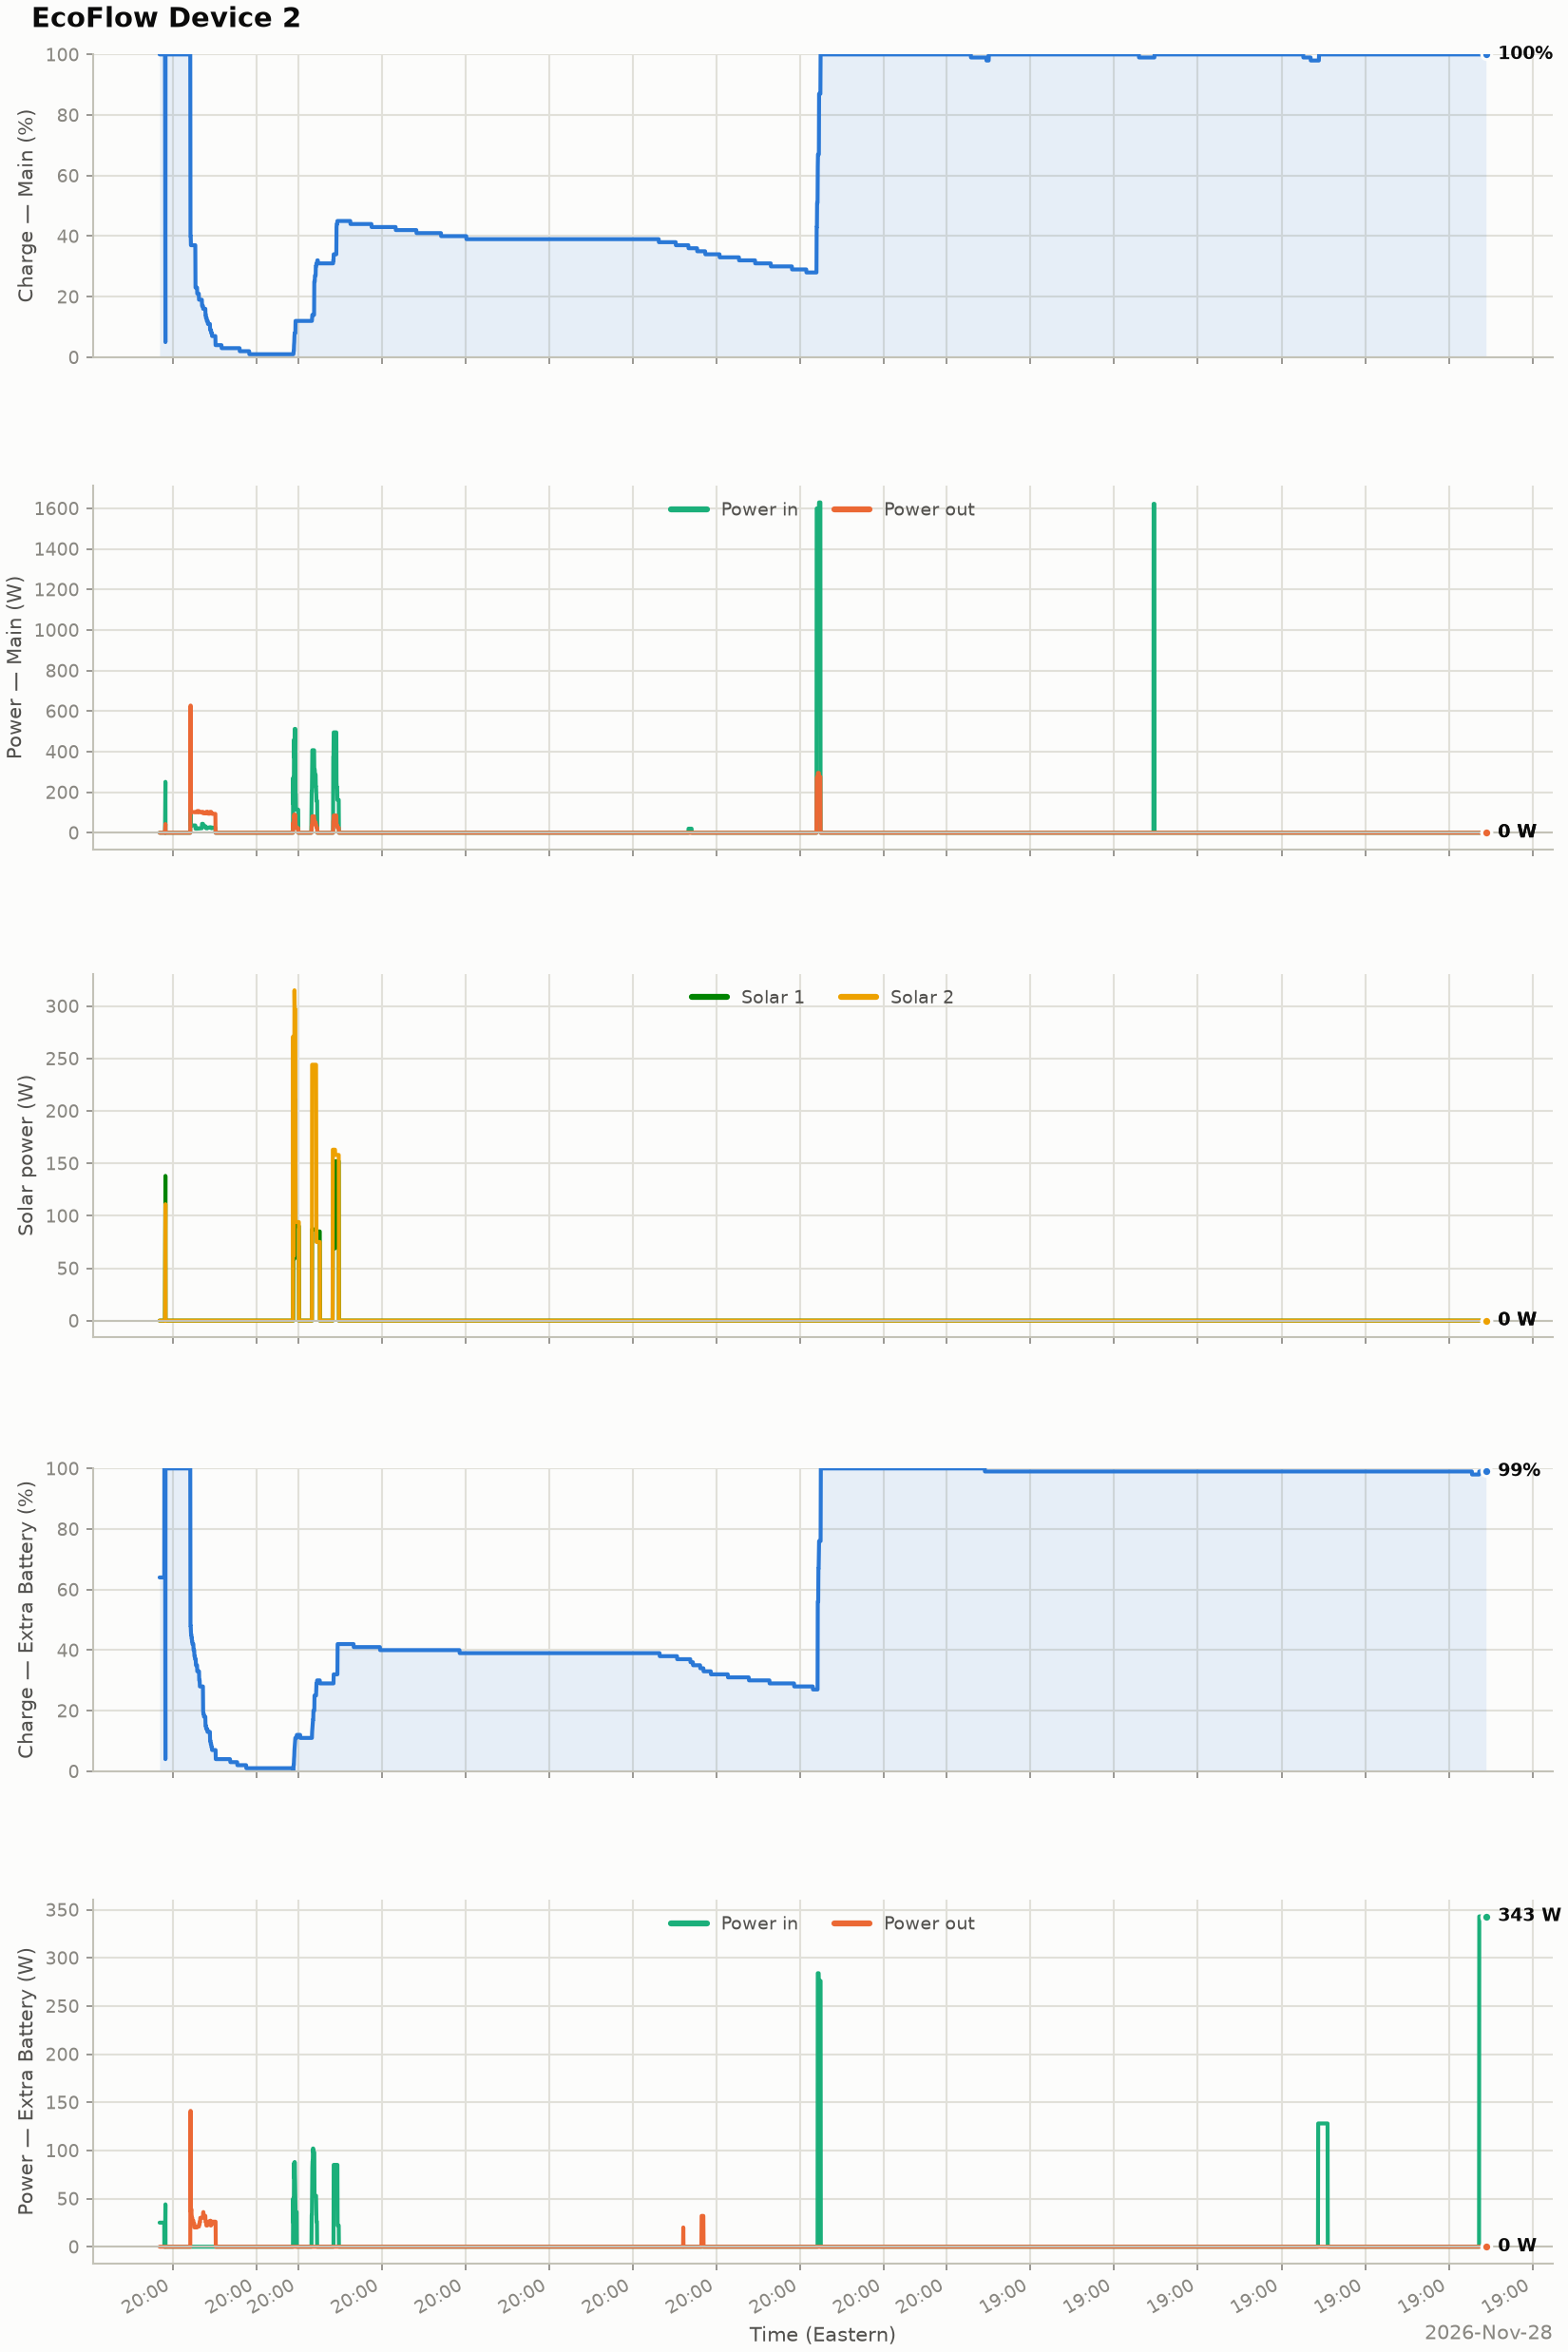 EcoFlow Device 2
Charge — Main (%)
100
80
60
40
20
0
100%
Power — Main (W)
1600
1400
1200
1000
800
600
400
200
0
Power in
Power out
0 W
Solar power (W)
300
250
200
150
100
50
0
Solar 1
Solar 2
0 W
Charge — Extra Battery (%)
100
80
60
40
20
0
99%
Power — Extra Battery (W)
350
300
250
200
150
100
50
0
Power in
Power out
343 W
0 W
20:00 20:00 20:00 20:00 20:00 20:00 20:00 20:00 20:00 20:00 20:00 19:00 19:00 19:00 19:00 19:00 19:00 19:00
Time (Eastern)
2026-Nov-28